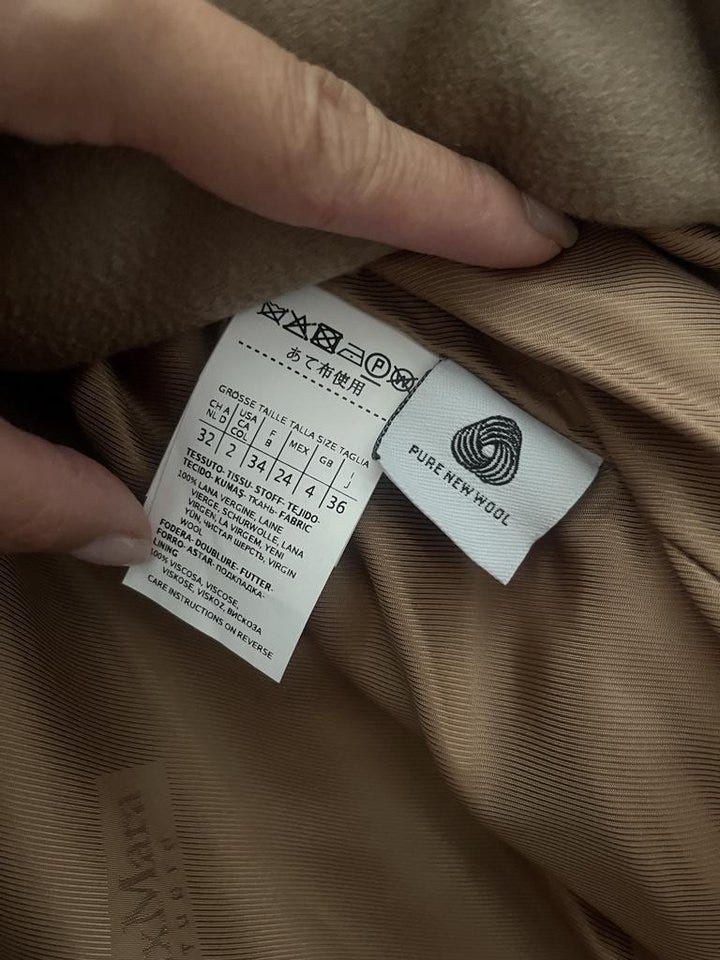 P W
あて布使用
GRÖSSE TAILLE TALLA SIZE TAGLIA
CH A NL D USA CA COL F B MEX GB I J
32 2 34 24 4 36
TESSUTO- TISSU- STOFF- TEJIDO-
TECIDO- KUMAŞ- ТКАНЬ- FABRIC
100% LANA VERGINE, LAINE
VIERGE, SCHURWOLLE, LANA
VIRGEN, LA VIRGEM, YENI
YÜN, ЧИСТАЯ ШЕРСТЬ, VIRGIN
WOOL
FODERA- DOUBLURE- FUTTER-
FORRO- ASTAR- ПОДКЛАДКА-
LINING
100% VISCOSA, VISCOSE,
VISKOSE, VISKOZ, ВИСКОЗА
CARE INSTRUCTIONS ON REVERSE
PURE NEW WOOL